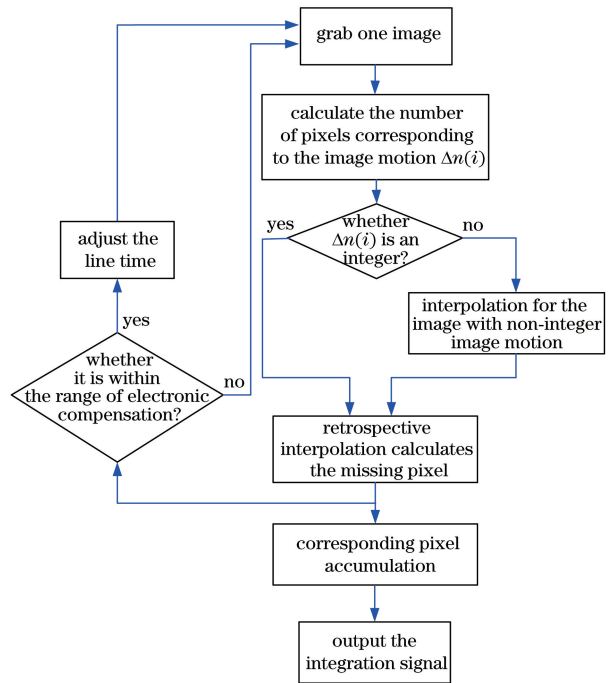 grab one image
calculate the number
of pixels corresponding
to the image motion Δn(i)
yes
whether
Δn(i) is an
integer?
no
adjust the
line time
interpolation for the
image with non-integer
image motion
yes
whether
it is within
the range of electronic
compensation?
no
retrospective
interpolation calculates
the missing pixel
corresponding pixel
accumulation
output the
integration signal